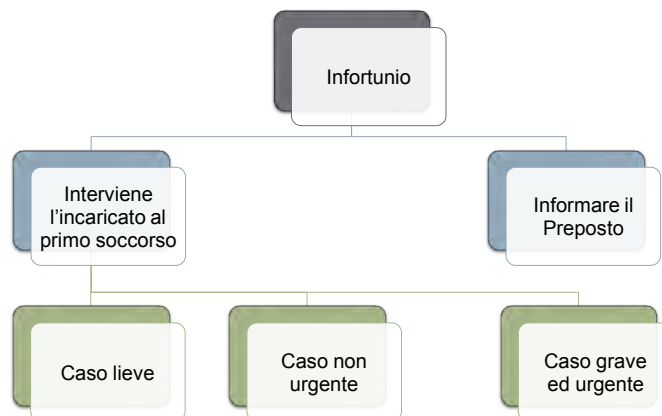 Infortunio
Interviene
l’incaricato al
primo soccorso
Informare il
Preposto
Caso lieve
Caso non
urgente
Caso grave
ed urgente